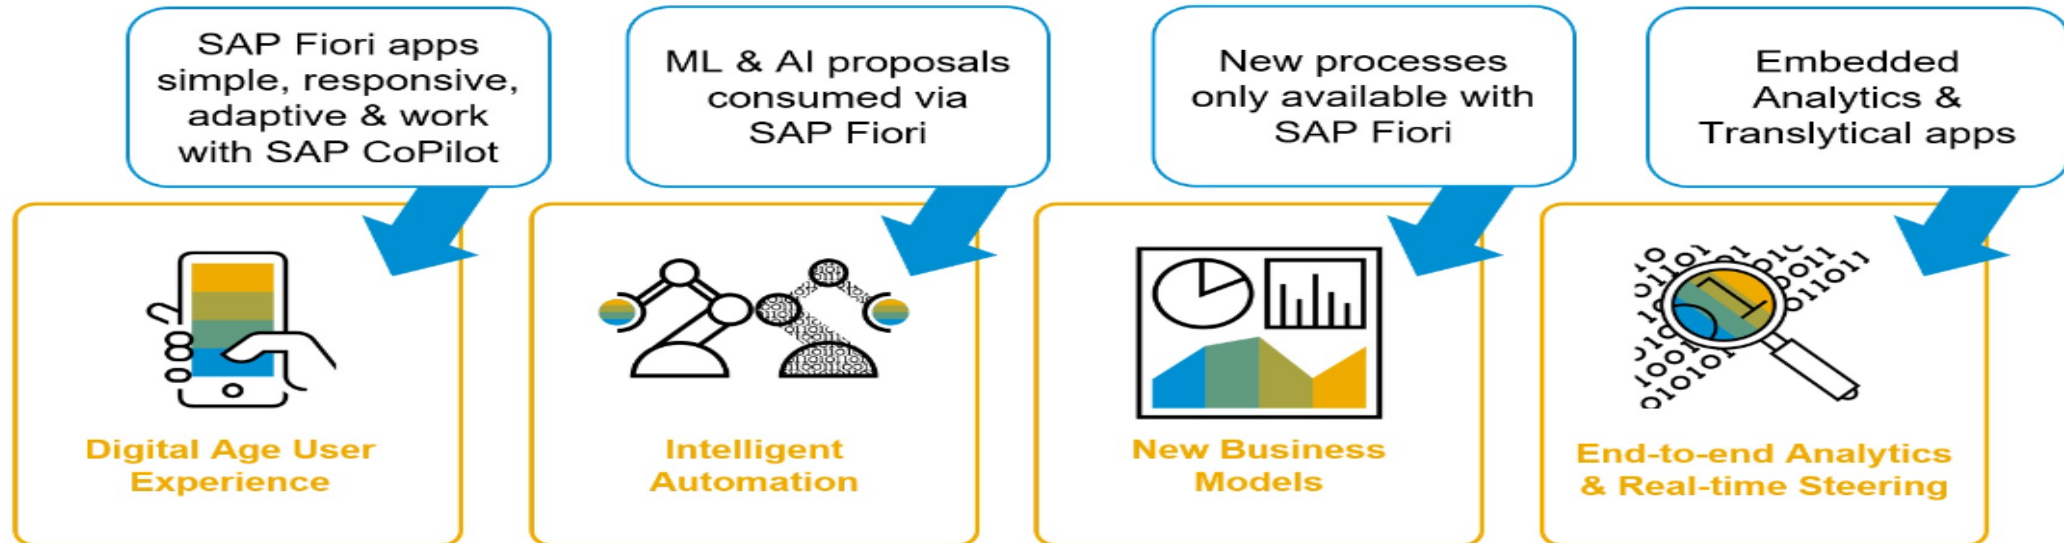 SAP Fiori apps
simple, responsive,
adaptive & work
with SAP CoPilot
ML & AI proposals
consumed via
SAP Fiori
New processes
only available with
SAP Fiori
Embedded
Analytics &
Translytical apps
Digital Age User
Experience
Intelligent
Automation
New Business
Models
End-to-end Analytics
& Real-time Steering